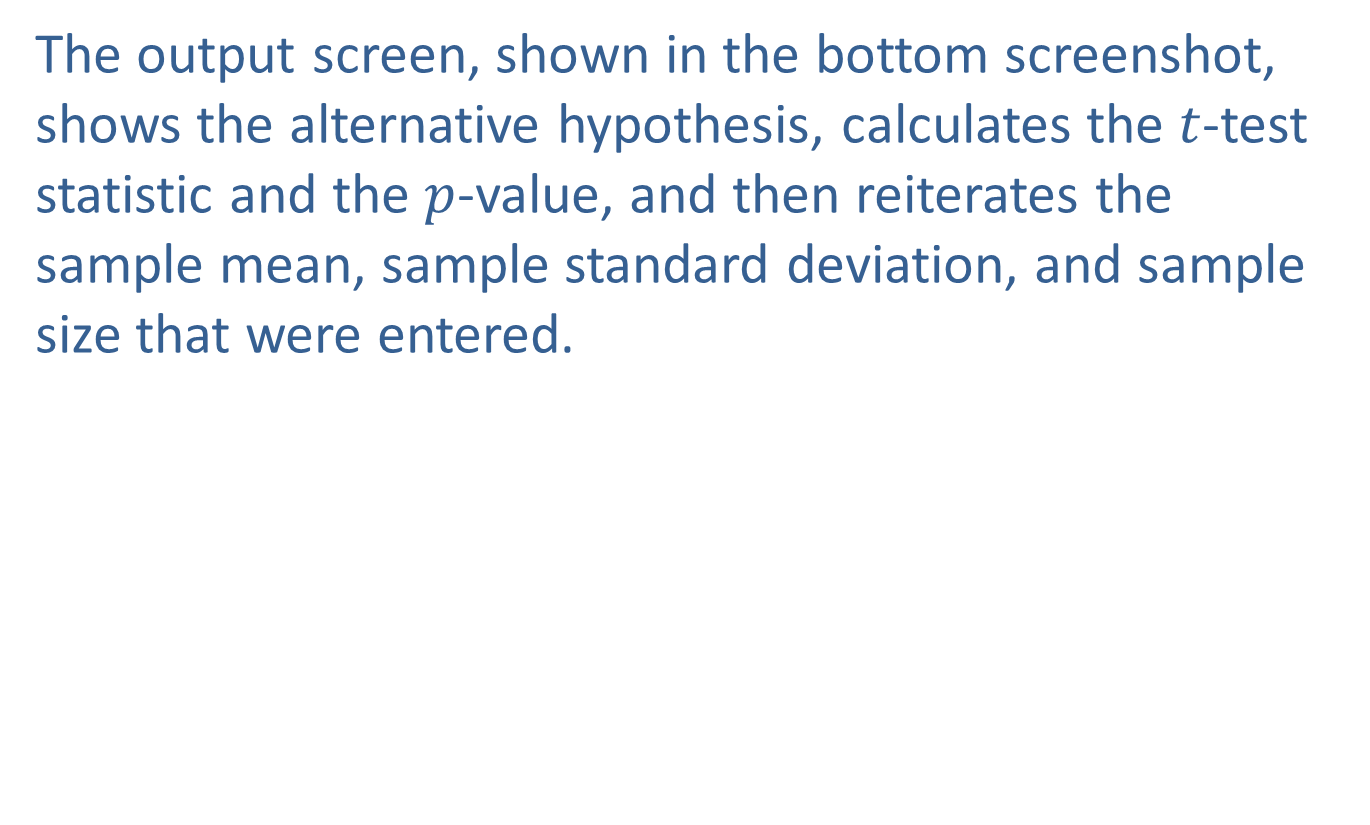 The output screen, shown in the bottom screenshot,
shows the alternative hypothesis, calculates the t-test
statistic and the p-value, and then reiterates the
sample mean, sample standard deviation, and sample
size that were entered.